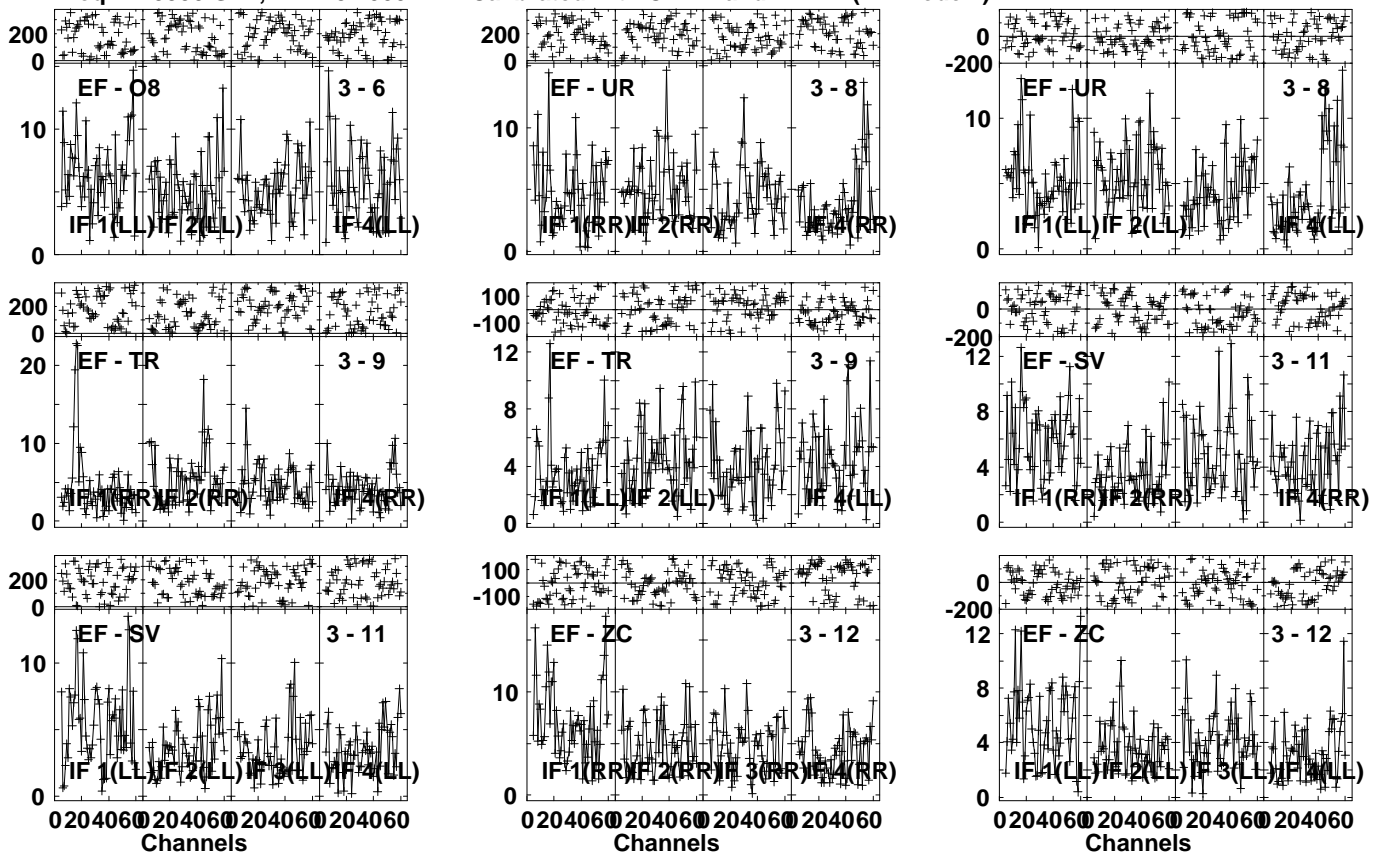 200
0
200
0
0
-200
EF - O8
3 - 6
EF - UR
3 - 8
EF - UR
3 - 8
10
10
10
IF 1(LL)
IF 2(LL)
IF 4(LL)
IF 1(RR)
IF 2(RR)
IF 4(RR)
IF 1(LL)
IF 2(LL)
IF 4(LL)
0
0
0
200
0
100
-100
0
-200
EF - TR
3 - 9
EF - TR
3 - 9
EF - SV
3 - 11
20
10
0
12
8
4
0
12
8
4
0
IF 1(RR)
IF 2(RR)
IF 4(RR)
IF 1(LL)
IF 2(LL)
IF 4(LL)
IF 1(RR)
IF 2(RR)
IF 4(RR)
200
0
100
-100
0
-200
EF - SV
3 - 11
EF - ZC
3 - 12
EF - ZC
3 - 12
10
0
10
0
12
8
4
0
IF 1(LL)
IF 2(LL)
IF 3(LL)
IF 4(LL)
IF 1(RR)
IF 2(RR)
IF 3(RR)
IF 4(RR)
IF 1(LL)
IF 2(LL)
IF 3(LL)
IF 4(LL)
0 20 40 60 0 20 40 60 0 20 40 60 0 20 40 60
0 20 40 60 0 20 40 60 0 20 40 60 0 20 40 60
0 20 40 60 0 20 40 60 0 20 40 60 0 20 40 60
Channels
Channels
Channels